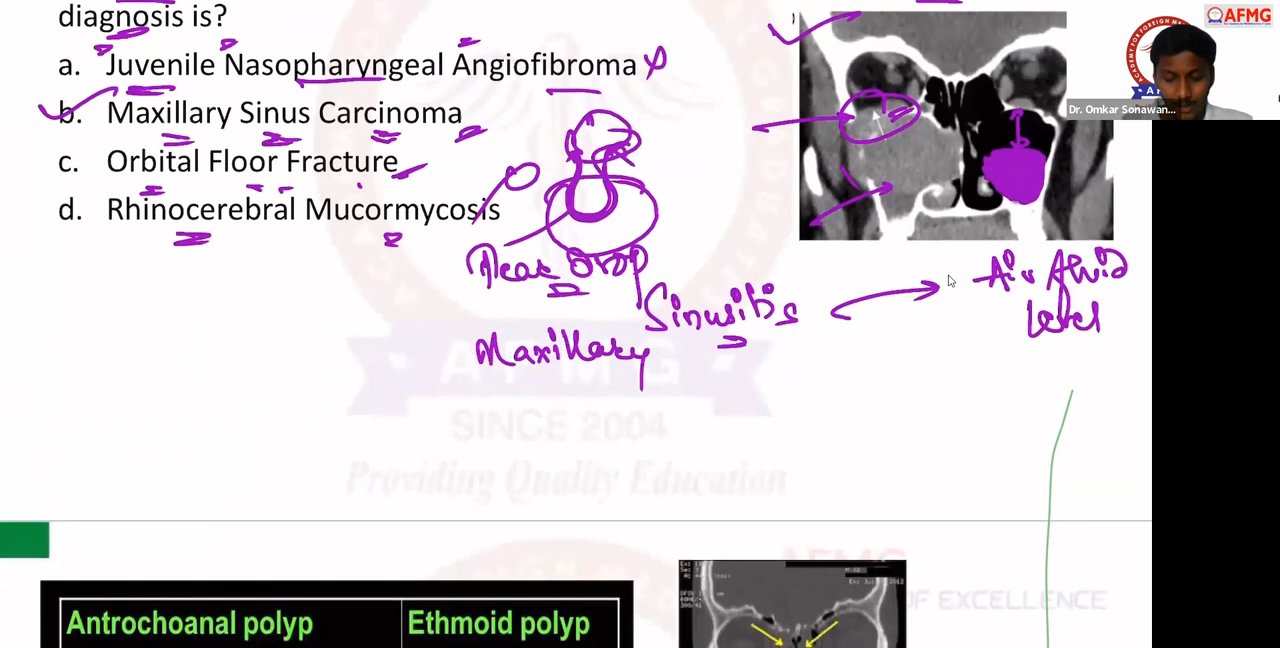 diagnosis is?
AFMG
a. Juvenile Nasopharyngeal Angiofibroma
b. Maxillary Sinus Carcinoma
Dr. Omkar Sonawan...
c. Orbital Floor Fracture
d. Rhinocerebral Mucormycosis
Tear Drop
Air fluid
level
Sinusitis
Maxillary
AFMG
SINCE 2004
Providing Quality Education
OF EXCELLENCE
Antrochoanal polyp
Ethmoid polyp